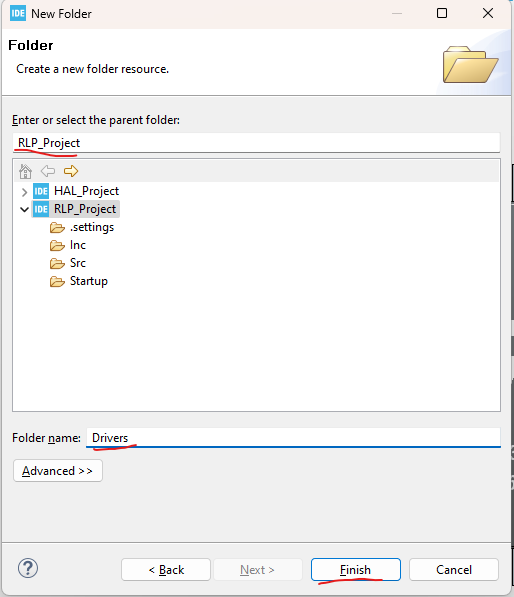 IDE New Folder
Folder
Create a new folder resource.
Enter or select the parent folder:
RLP_Project
IDE HAL_Project
IDE RLP_Project
.settings
Inc
Src
Startup
Folder name: Drivers
Advanced >>
? < Back Next > Finish Cancel